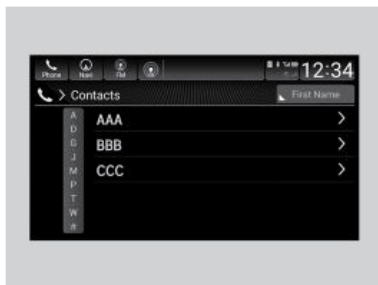 Phone Navi FM
12:34
> Contacts
First Name
A
D
G
J
M
P
T
W
#
AAA >
BBB >
CCC >